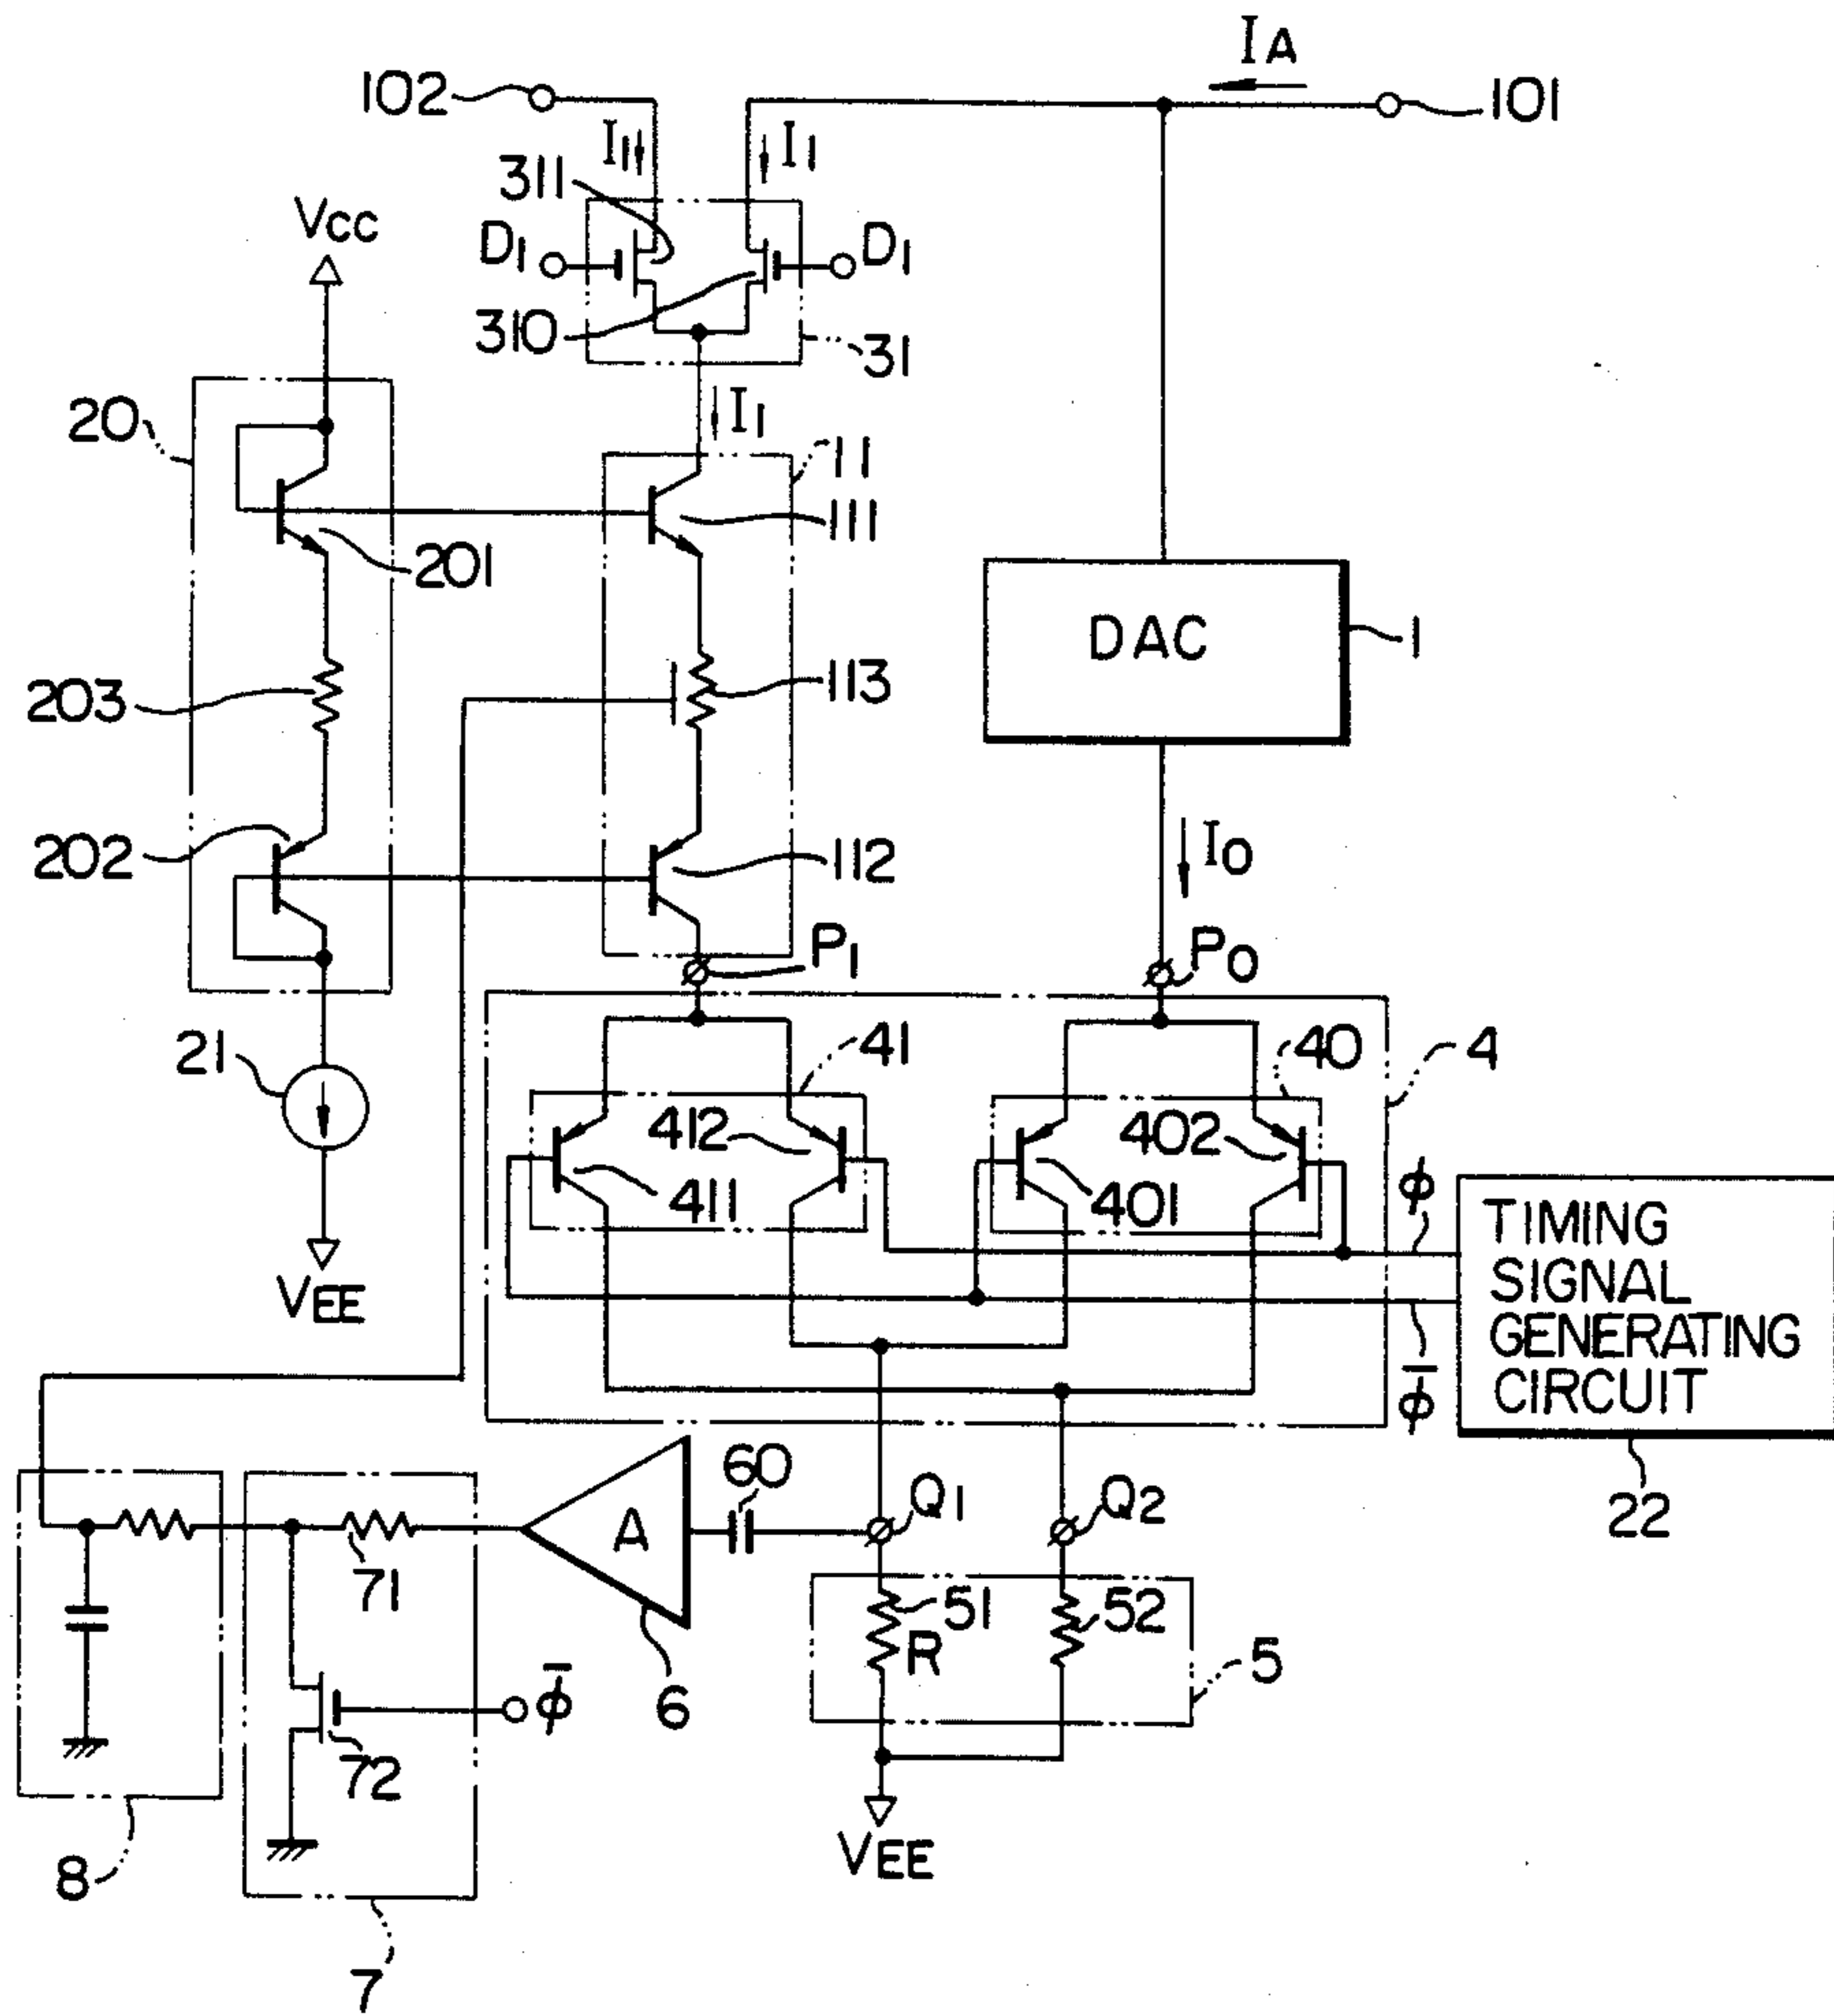 IA
102
101
I1
I1
311
VCC
D1
D1
310
31
20
I1
11
111
201
DAC
1
203
113
202
112
I0
P1
P0
21
41
40
4
412
402
411
401
φ
TIMING
SIGNAL
GENERATING
CIRCUIT
VEE
φ̅
60
Q1
Q2
22
A
71
51
R
52
5
6
φ̅
72
VEE
8
7